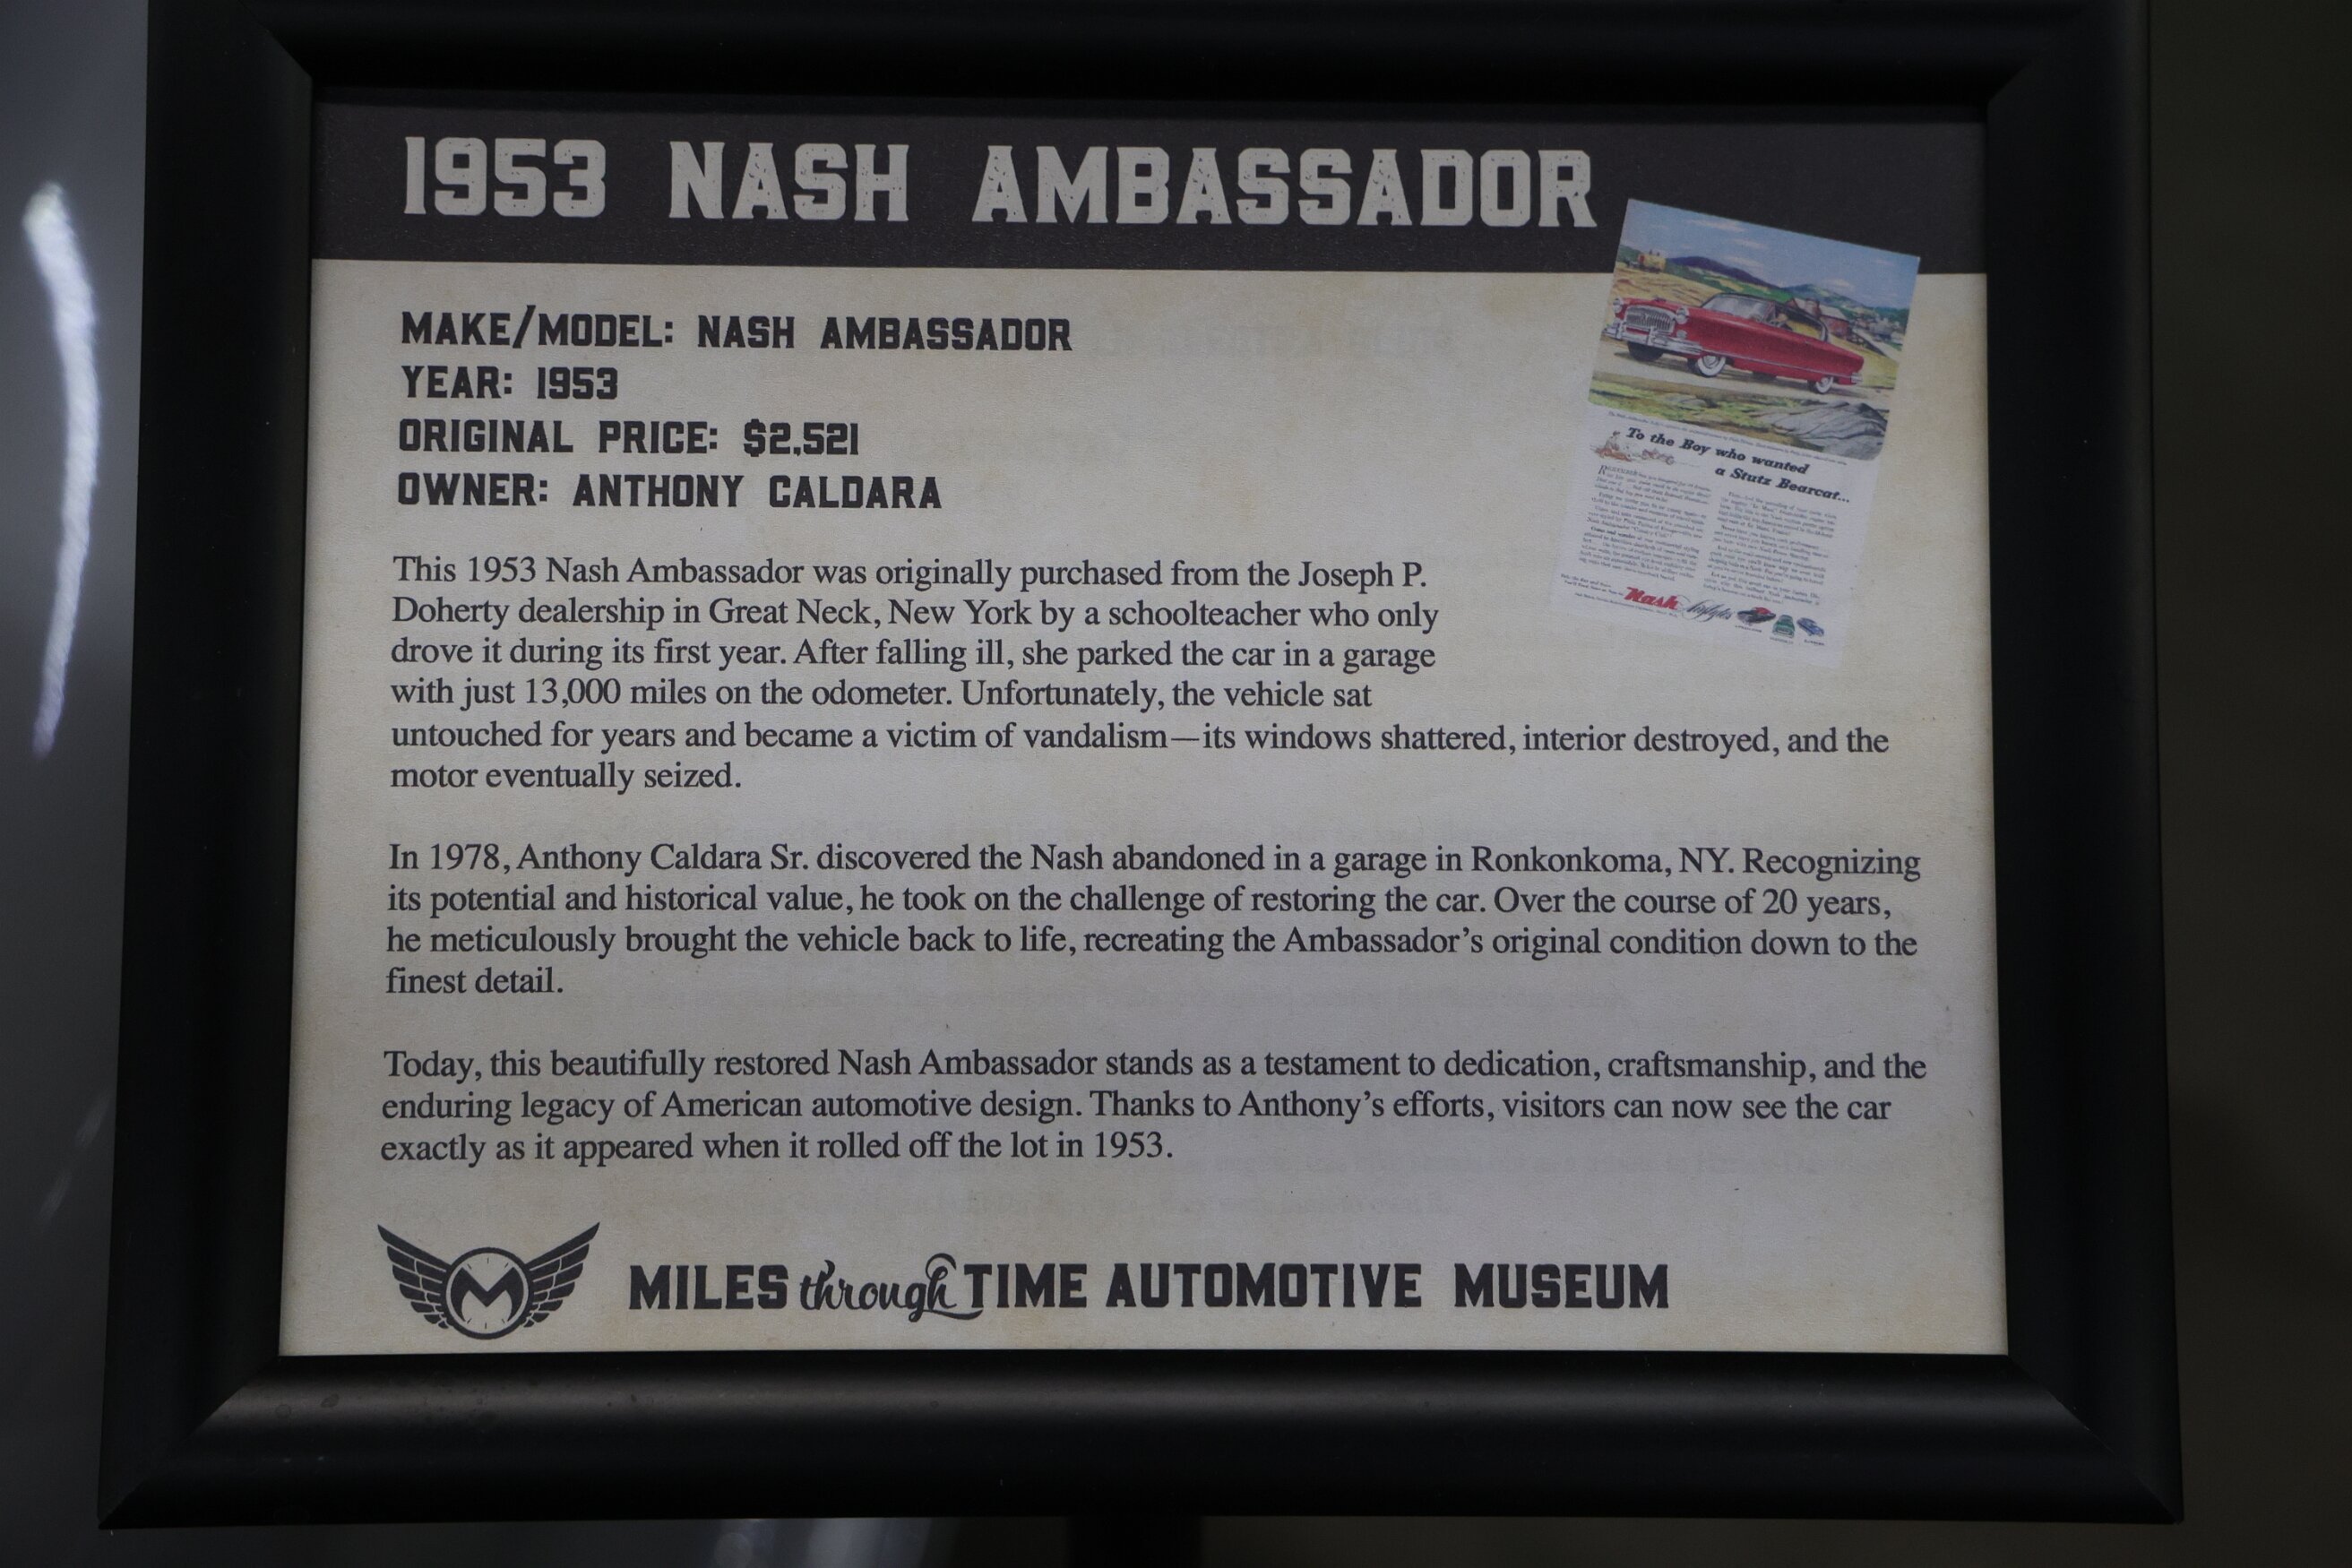 1953 NASH AMBASSADOR
MAKE/MODEL: NASH AMBASSADOR
YEAR: 1953
ORIGINAL PRICE: $2,521
OWNER: ANTHONY CALDARA
To the Boy who wanted
a Stutz Bearcat...
Nash Airflytes
This 1953 Nash Ambassador was originally purchased from the Joseph P.
Doherty dealership in Great Neck, New York by a schoolteacher who only
drove it during its first year. After falling ill, she parked the car in a garage
with just 13,000 miles on the odometer. Unfortunately, the vehicle sat
untouched for years and became a victim of vandalism—its windows shattered, interior destroyed, and the
motor eventually seized.
In 1978, Anthony Caldara Sr. discovered the Nash abandoned in a garage in Ronkonkoma, NY. Recognizing
its potential and historical value, he took on the challenge of restoring the car. Over the course of 20 years,
he meticulously brought the vehicle back to life, recreating the Ambassador’s original condition down to the
finest detail.
Today, this beautifully restored Nash Ambassador stands as a testament to dedication, craftsmanship, and the
enduring legacy of American automotive design. Thanks to Anthony’s efforts, visitors can now see the car
exactly as it appeared when it rolled off the lot in 1953.
M MILES through TIME AUTOMOTIVE MUSEUM